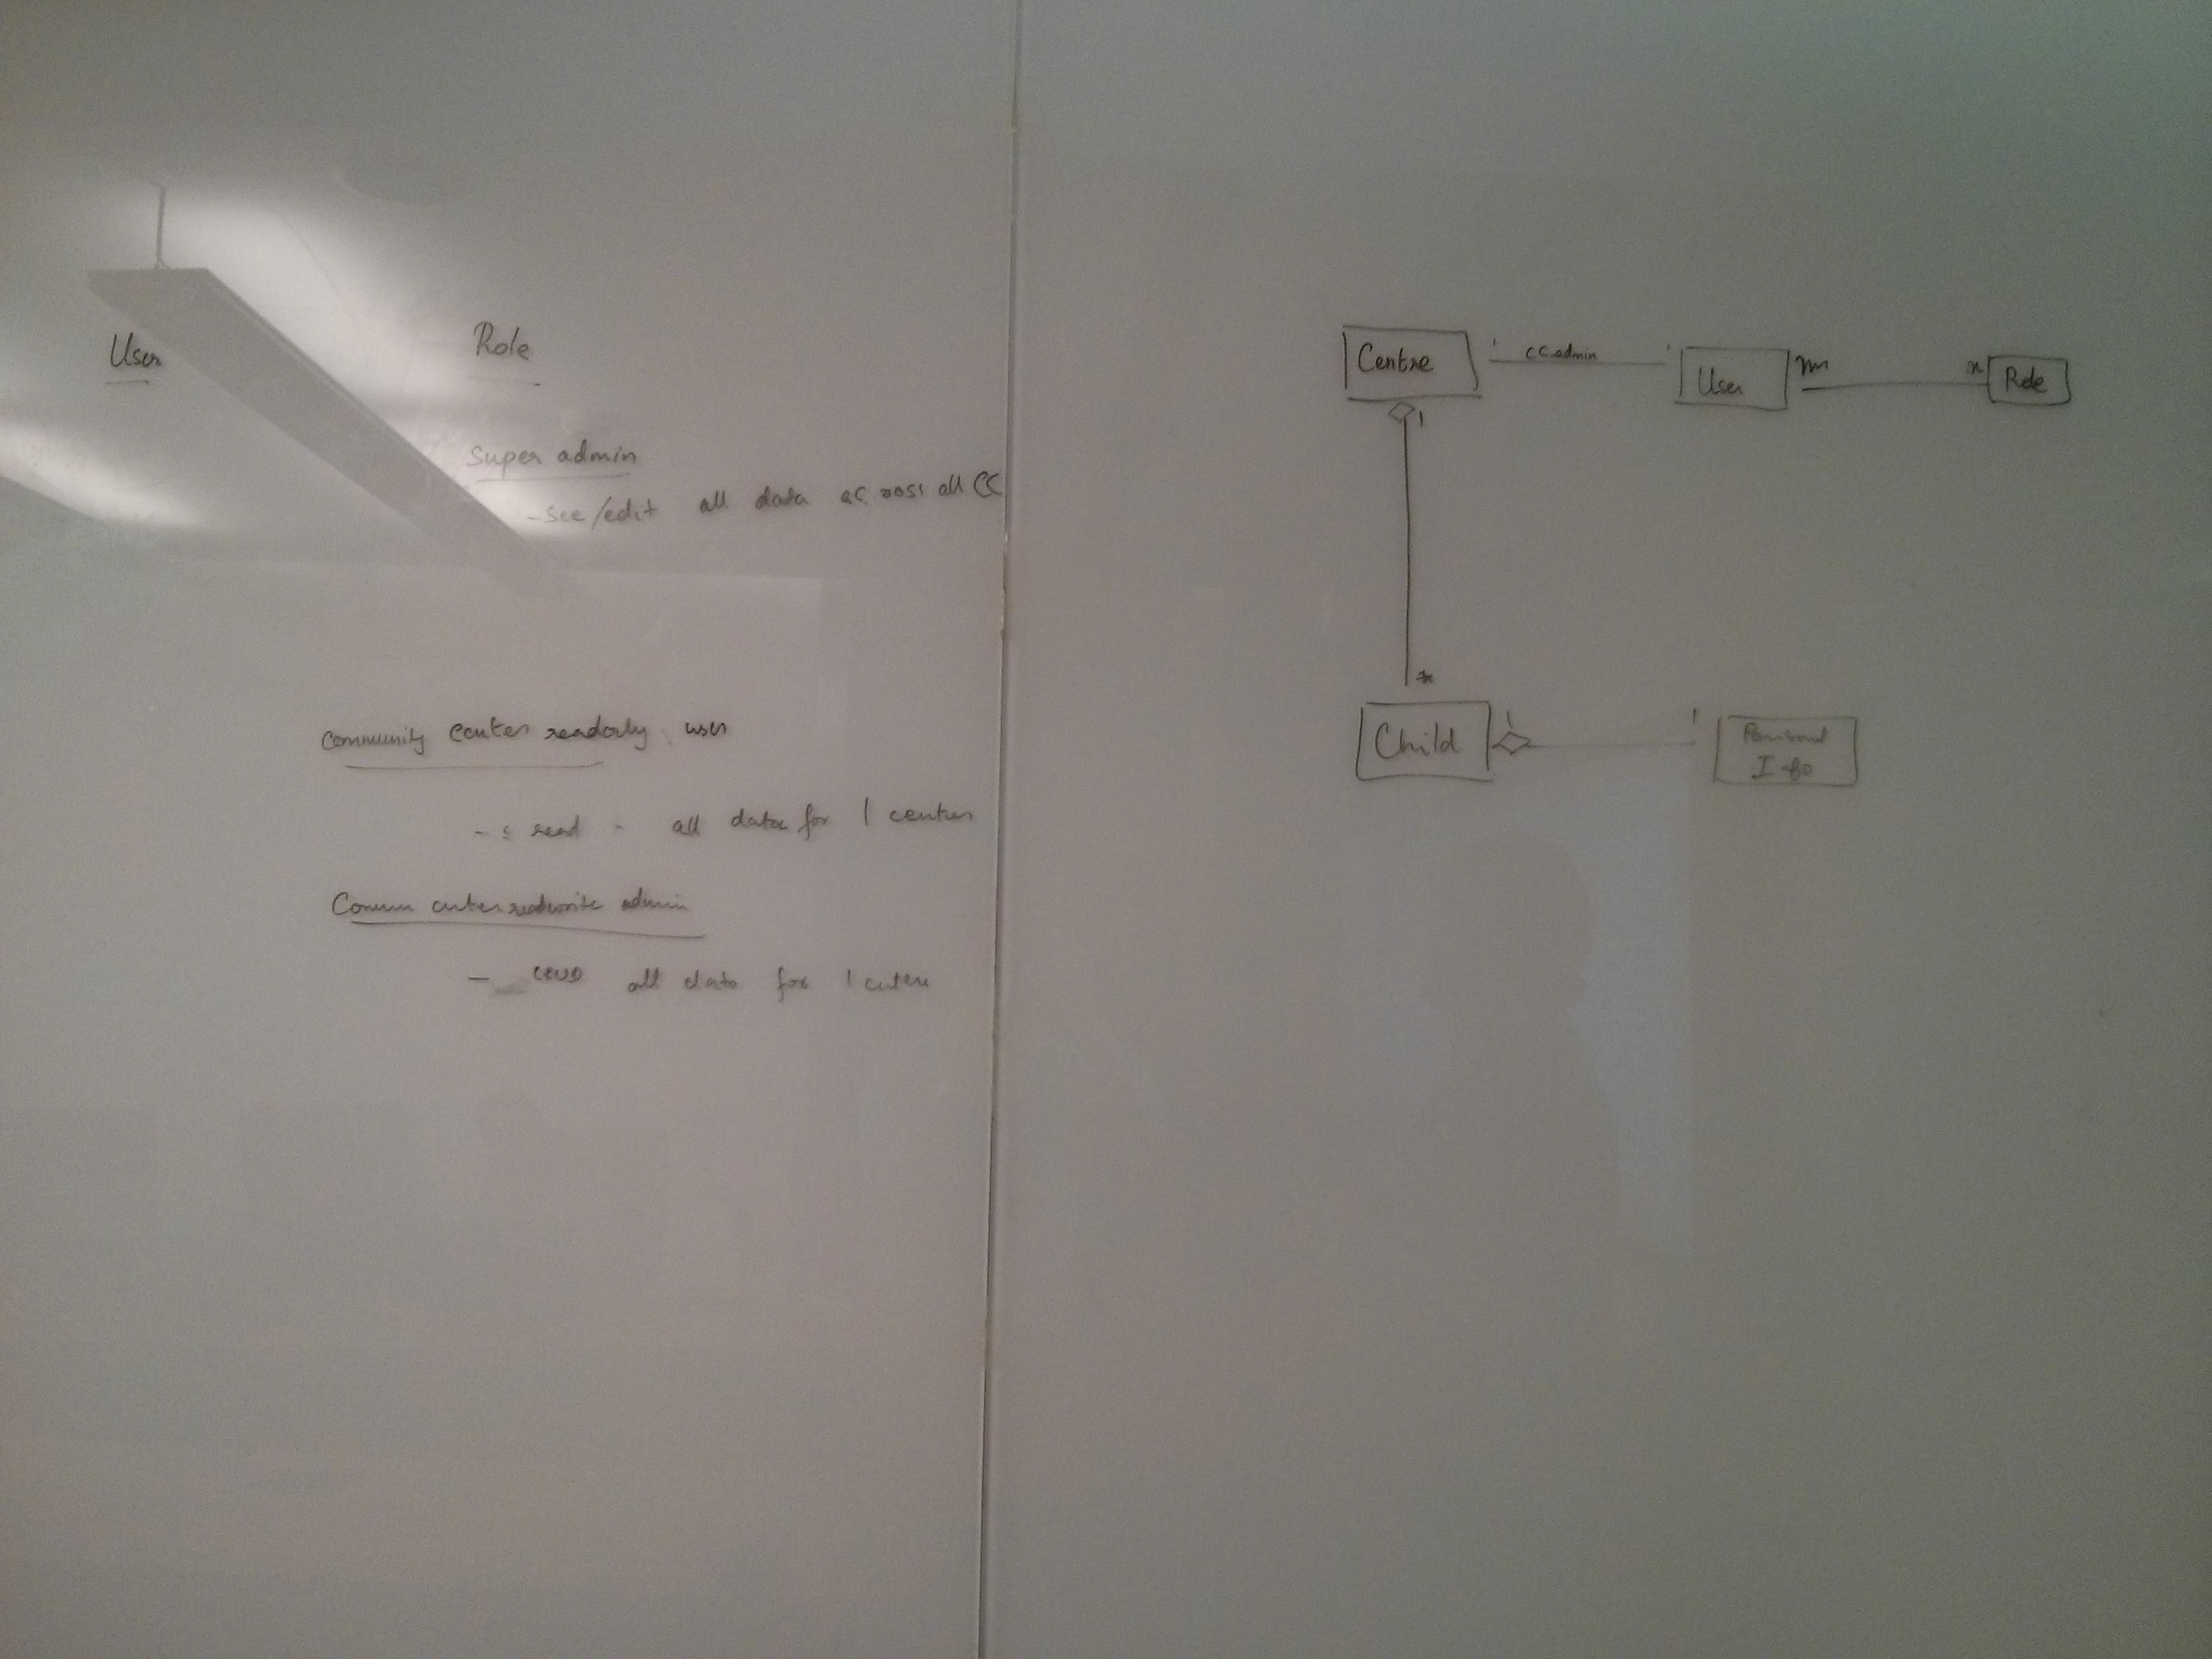 User
Role
Super admin
- see/edit all data across all CC
Community center readonly user
- read - all data for 1 center
Comm center readwrite admin
- CRUD all data for 1 center
Centre
1 CC admin 1
User
m
n
Role
1
*
Child
1
1
Personal
Info